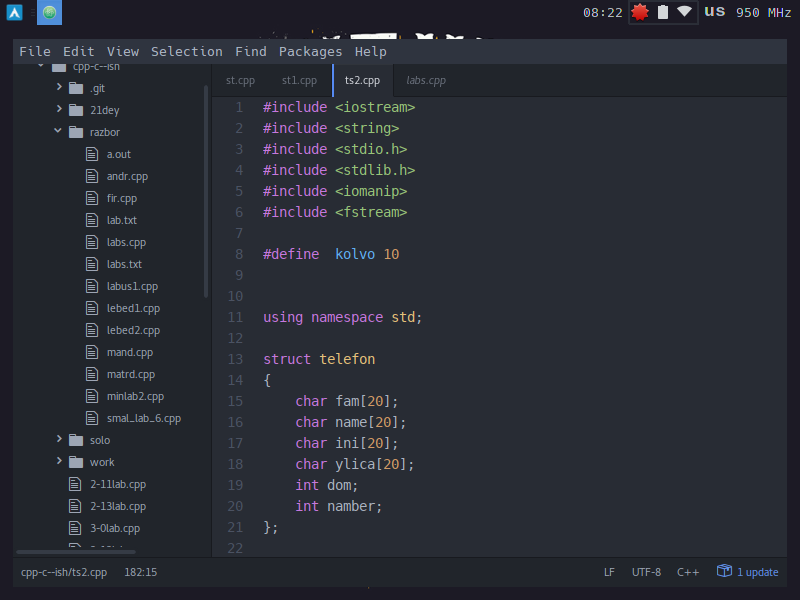 08:22 us 950 MHz
File Edit View Selection Find Packages Help
cpp-c--ish
.git
21dey
razbor
a.out
andr.cpp
fir.cpp
lab.txt
labs.cpp
labs.txt
labus1.cpp
lebed1.cpp
lebed2.cpp
mand.cpp
matrd.cpp
minlab2.cpp
smal_lab_6.cpp
solo
work
2-11lab.cpp
2-13lab.cpp
3-0lab.cpp
st.cpp st1.cpp ts2.cpp labs.cpp
1 #include <iostream>
2 #include <string>
3 #include <stdio.h>
4 #include <stdlib.h>
5 #include <iomanip>
6 #include <fstream>
7
8 #define  kolvo 10
9
10
11 using namespace std;
12
13 struct telefon
14 {
15     char fam[20];
16     char name[20];
17     char ini[20];
18     char ylica[20];
19     int dom;
20     int namber;
21 };
22
cpp-c--ish/ts2.cpp 182:15 LF UTF-8 C++ 1 update